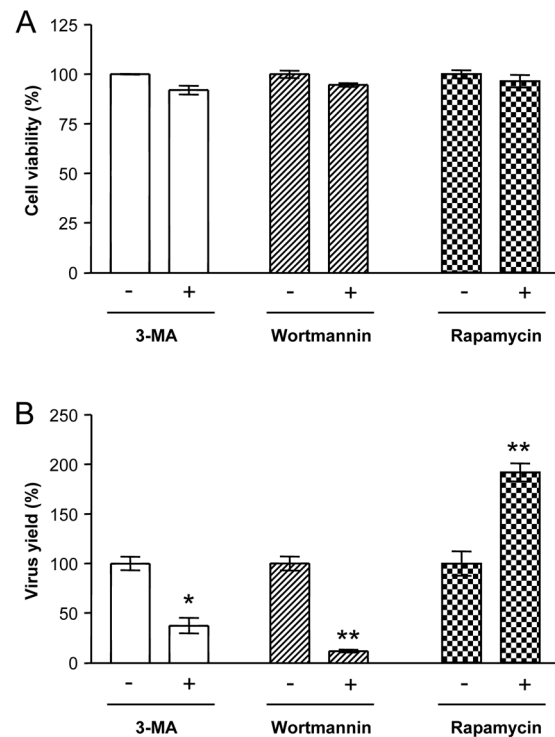 A
125
100
75
50
25
0
Cell viability (%)
- + - + - +
3-MA Wortmannin Rapamycin
B
250
200
150
100
50
0
Virus yield (%)
* ** **
- + - + - +
3-MA Wortmannin Rapamycin